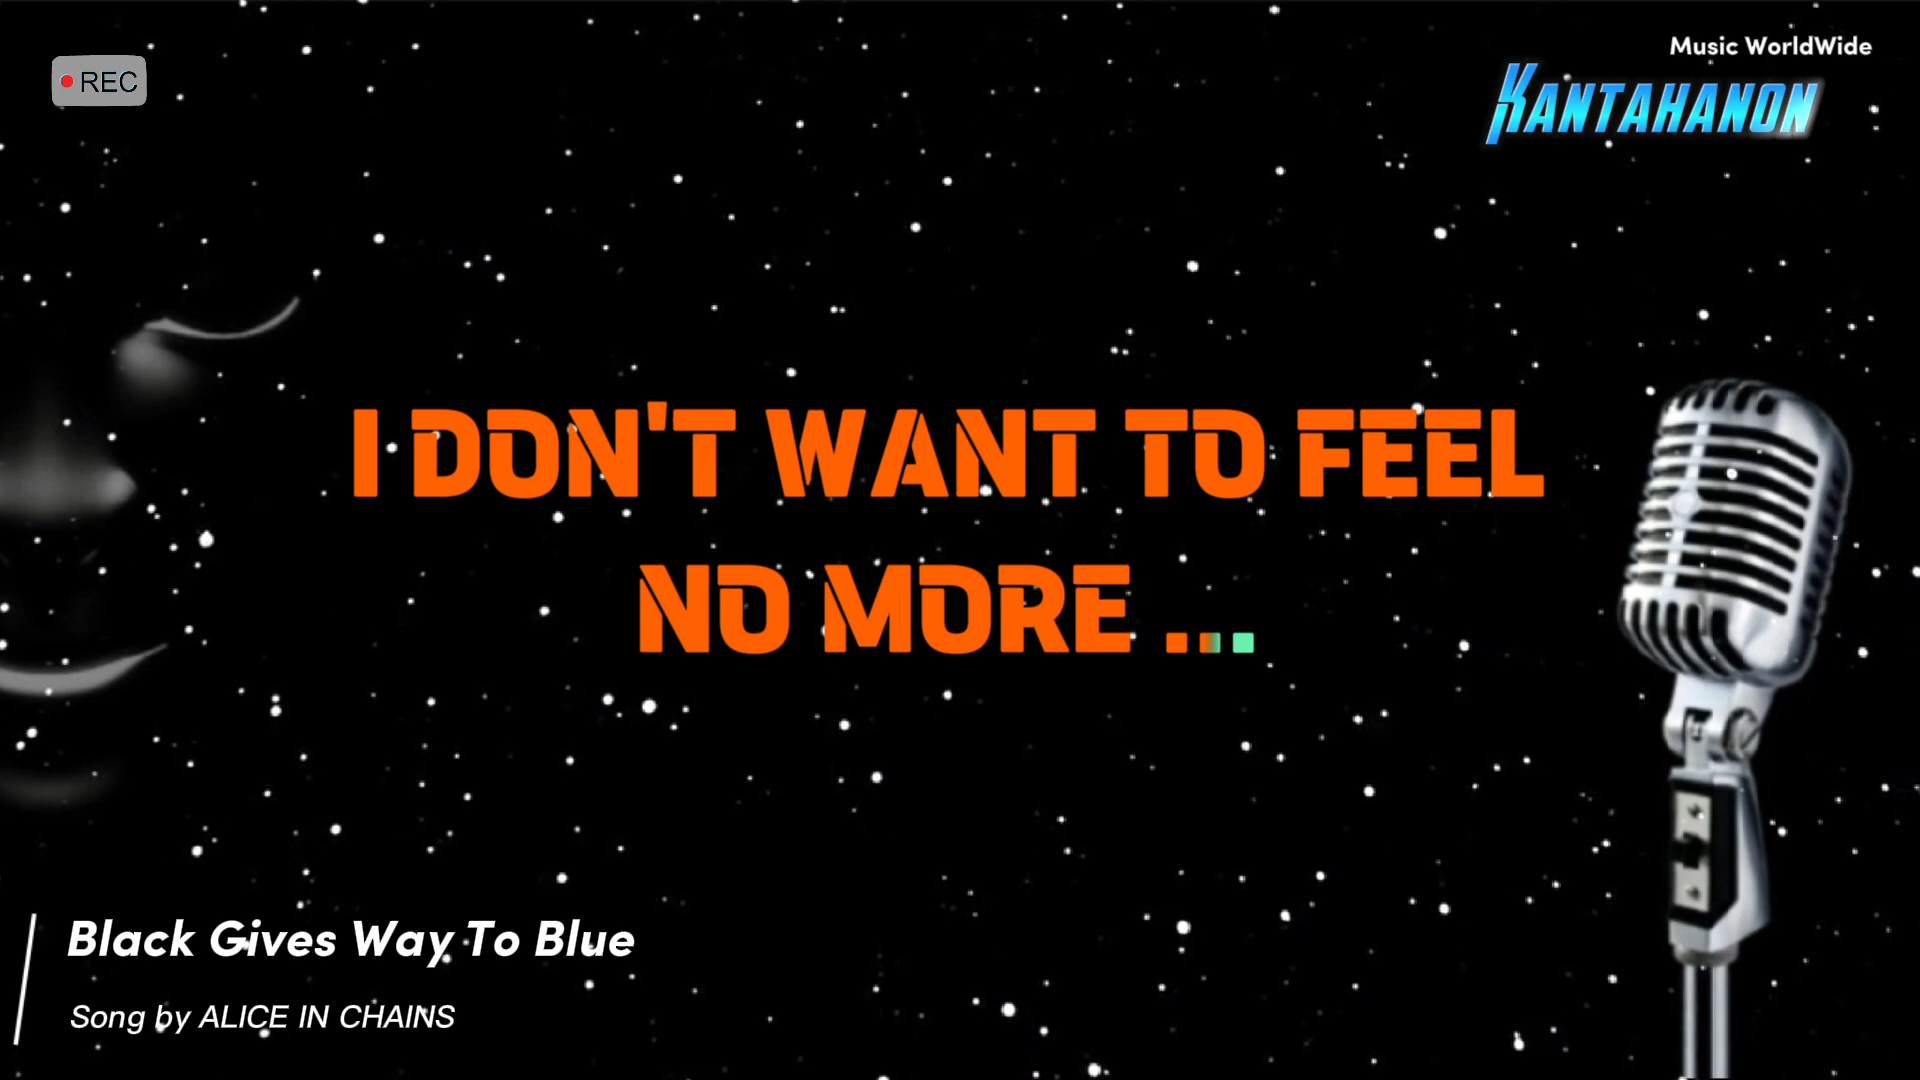 REC
Music WorldWide
KANTAHANON
I DON'T WANT TO FEEL
NO MORE ...
Black Gives Way To Blue
Song by ALICE IN CHAINS